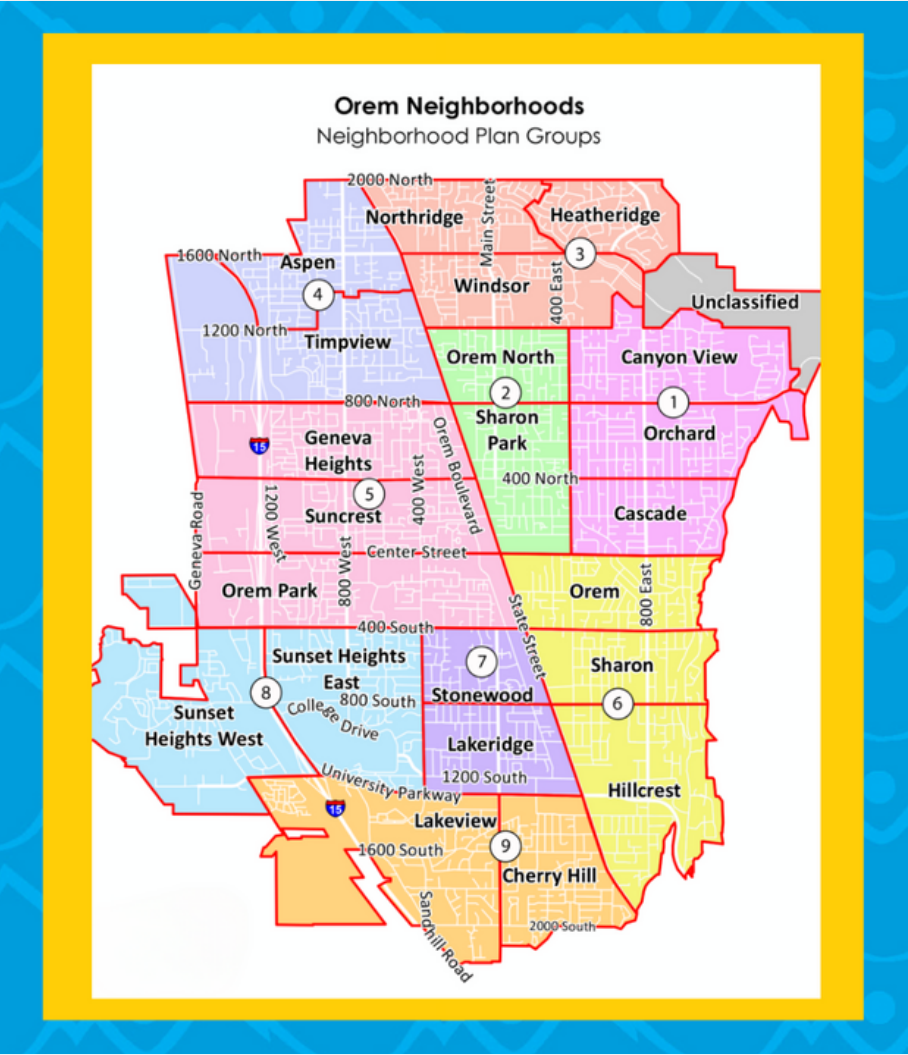 Orem Neighborhoods
Neighborhood Plan Groups
2000 North
Northridge
Main Street
Heatheridge
1600 North
Aspen
3
Windsor
400 East
4
Unclassified
1200 North
Timpview
Orem North
Canyon View
2
1
800 North
Sharon
Park
Orchard
Geneva
Heights
15
Orem Boulevard
400 West
400 North
5
Suncrest
Cascade
Geneva Road
1200 West
800 West
Center Street
Orem Park
Orem
800 East
State Street
400 South
Sunset Heights
East
7
Sharon
8
800 South
Stonewood
6
College Drive
Sunset
Heights West
Lakeridge
1200 South
University Parkway
Hillcrest
15
Lakeview
9
1600 South
Cherry Hill
Sandhill Road
2000 South